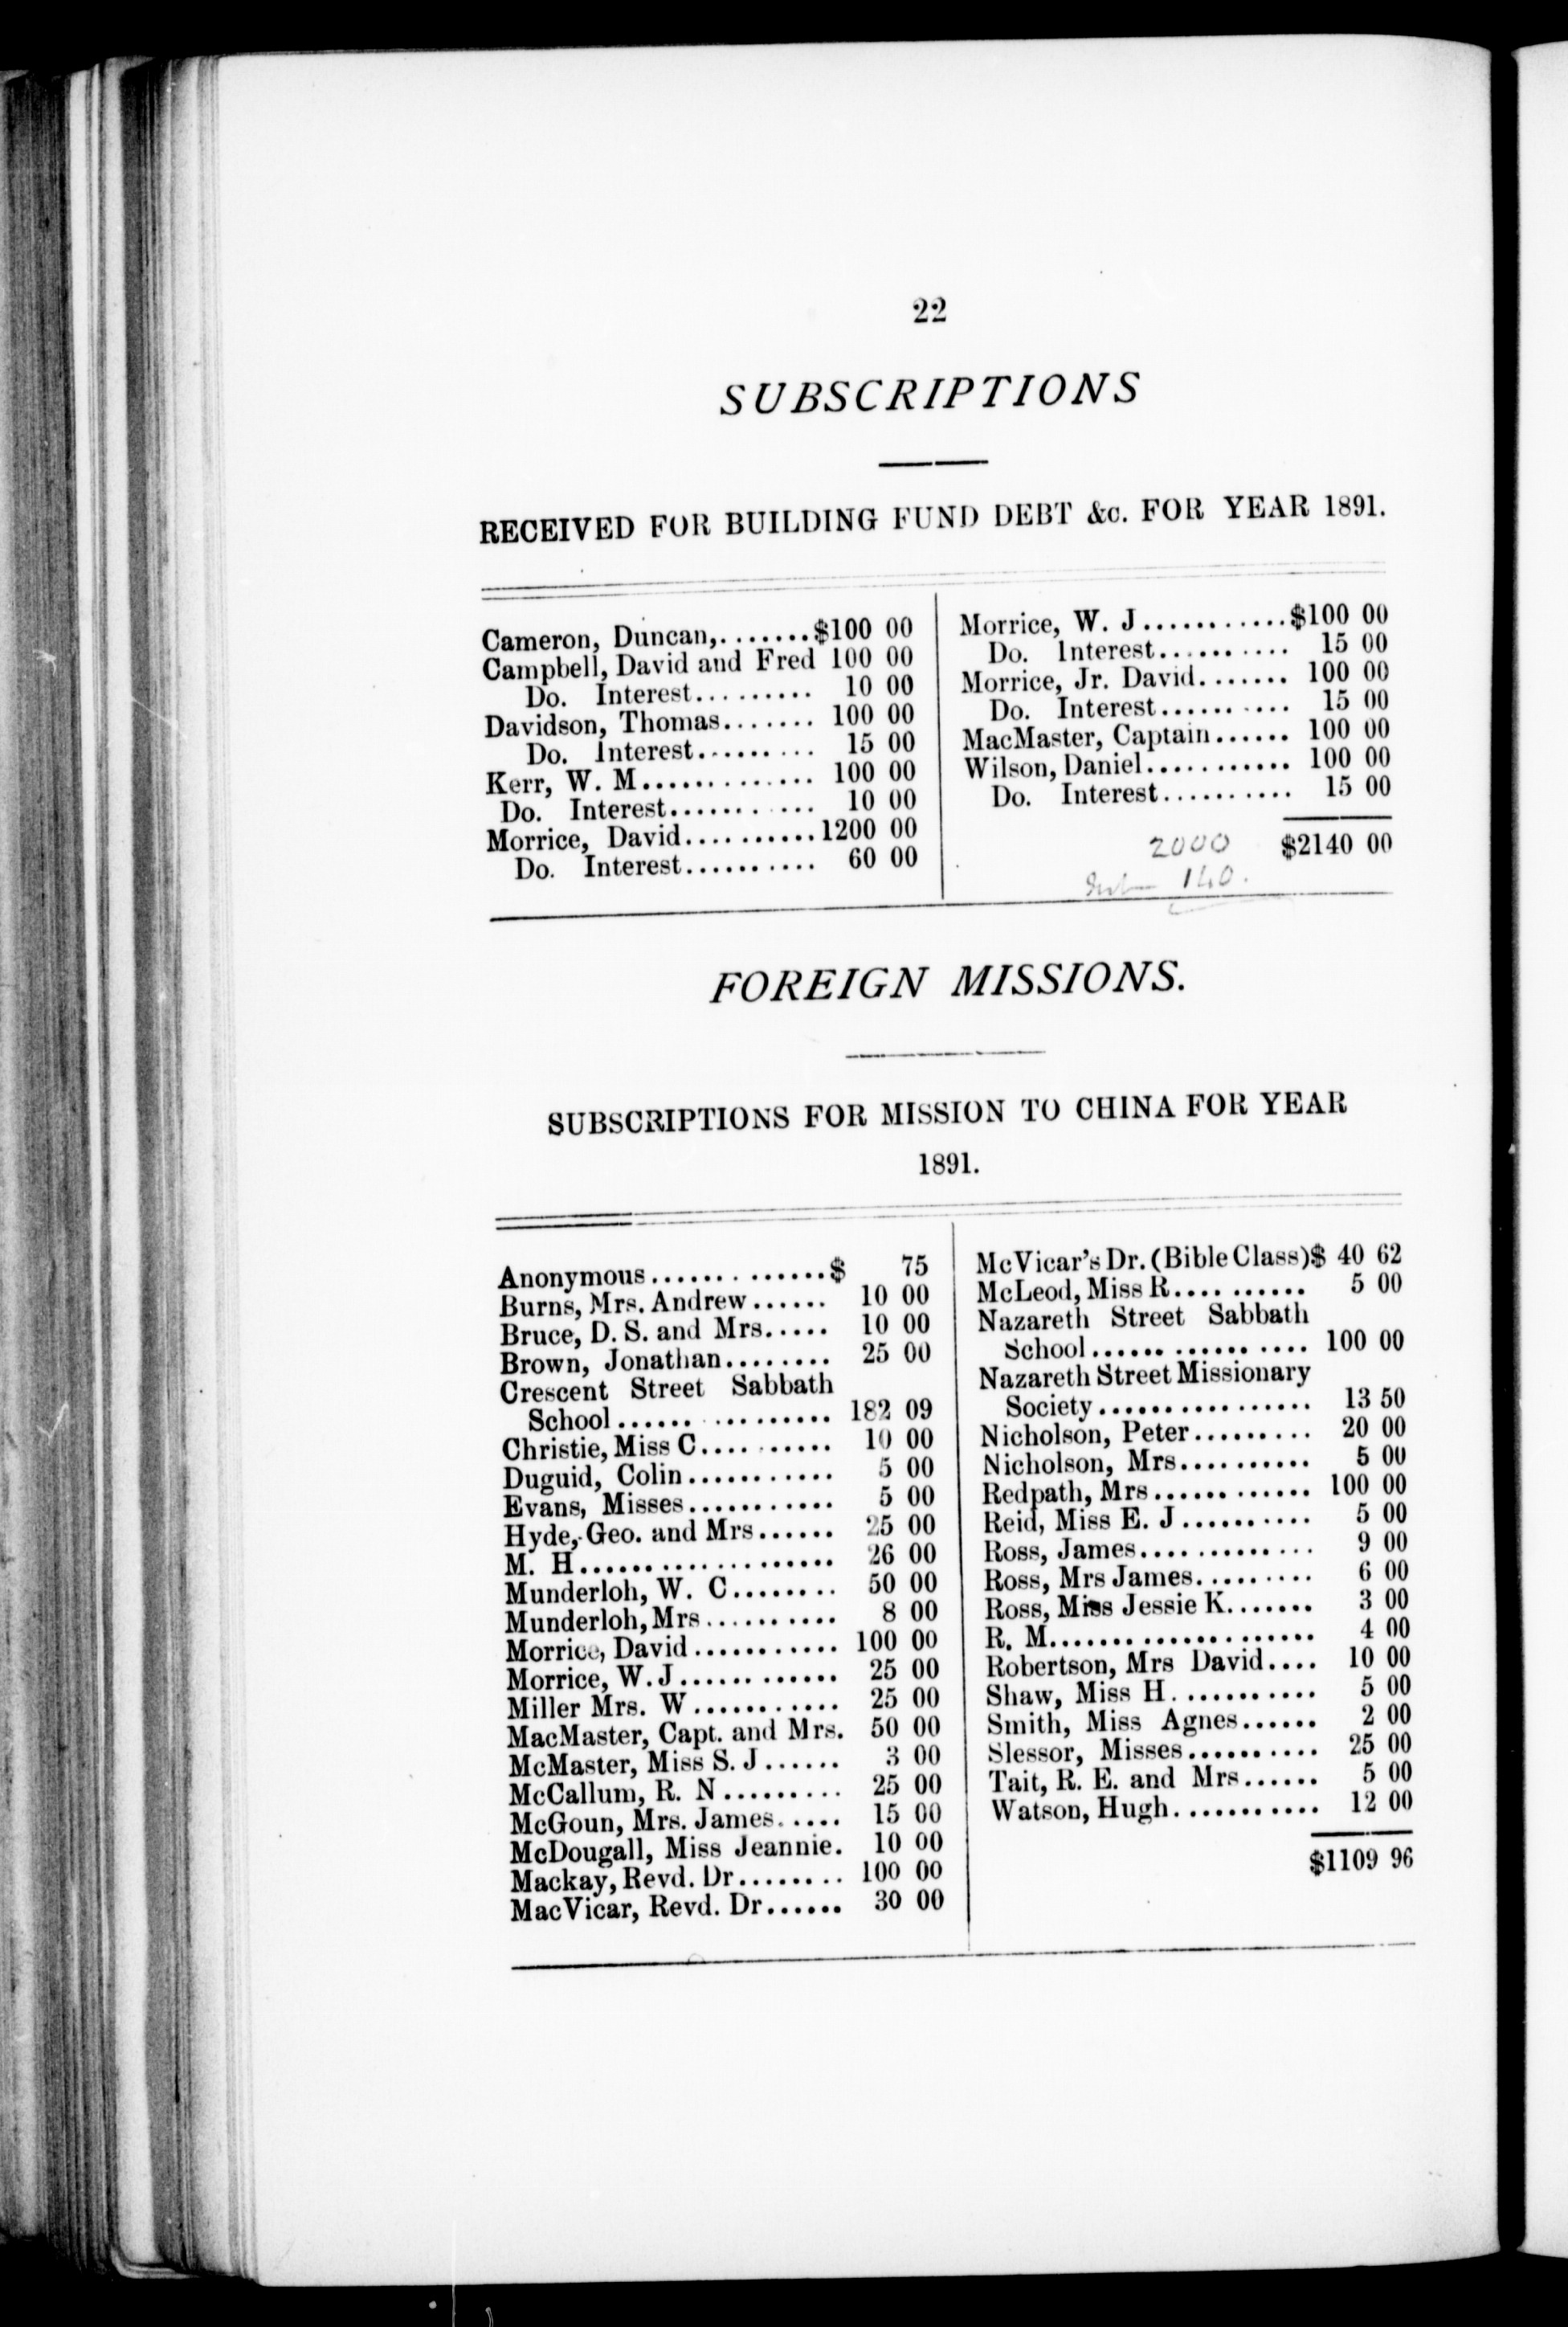 22
SUBSCRIPTIONS
RECEIVED FOR BUILDING FUND DEBT &c. FOR YEAR 1891.
Cameron, Duncan,.......$100 00
Campbell, David and Fred 100 00
Do. Interest......... 10 00
Davidson, Thomas....... 100 00
Do. Interest......... 15 00
Kerr, W. M............. 100 00
Do. Interest.......... 10 00
Morrice, David..........1200 00
Do. Interest.......... 60 00
Morrice, W. J...........$100 00
Do. Interest.......... 15 00
Morrice, Jr. David....... 100 00
Do. Interest.......... 15 00
MacMaster, Captain...... 100 00
Wilson, Daniel........... 100 00
Do. Interest.......... 15 00
$2140 00
2000
140.
FOREIGN MISSIONS.
SUBSCRIPTIONS FOR MISSION TO CHINA FOR YEAR
1891.
Anonymous.............$ 75
Burns, Mrs. Andrew...... 10 00
Bruce, D. S. and Mrs..... 10 00
Brown, Jonathan........ 25 00
Crescent Street Sabbath
School............... 182 09
Christie, Miss C.......... 10 00
Duguid, Colin........... 5 00
Evans, Misses........... 5 00
Hyde, Geo. and Mrs...... 25 00
M. H................... 26 00
Munderloh, W. C........ 50 00
Munderloh, Mrs.......... 8 00
Morrice, David........... 100 00
Morrice, W. J............ 25 00
Miller Mrs. W........... 25 00
MacMaster, Capt. and Mrs. 50 00
McMaster, Miss S. J...... 3 00
McCallum, R. N......... 25 00
McGoun, Mrs. James..... 15 00
McDougall, Miss Jeannie. 10 00
Mackay, Revd. Dr........ 100 00
MacVicar, Revd. Dr...... 30 00
McVicar's Dr. (Bible Class)$ 40 62
McLeod, Miss R.......... 5 00
Nazareth Street Sabbath
School................ 100 00
Nazareth Street Missionary
Society................ 13 50
Nicholson, Peter......... 20 00
Nicholson, Mrs.......... 5 00
Redpath, Mrs............ 100 00
Reid, Miss E. J.......... 5 00
Ross, James............. 9 00
Ross, Mrs James......... 6 00
Ross, Miss Jessie K....... 3 00
R. M.................... 4 00
Robertson, Mrs David.... 10 00
Shaw, Miss H........... 5 00
Smith, Miss Agnes...... 2 00
Slessor, Misses.......... 25 00
Tait, R. E. and Mrs...... 5 00
Watson, Hugh........... 12 00
$1109 96